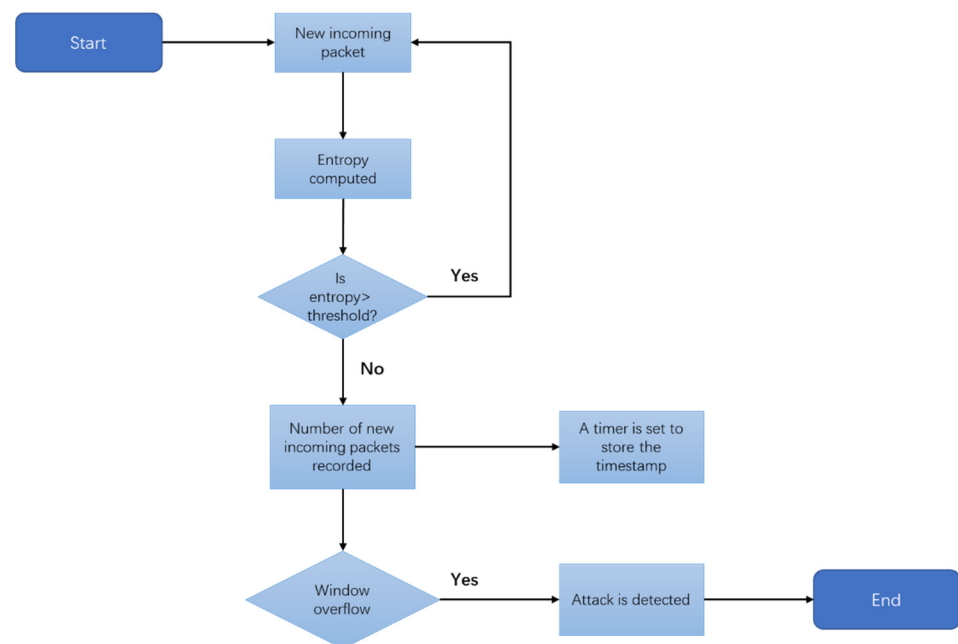 Start
New incoming
packet
Entropy
computed
Is
entropy>
threshold?
Yes
No
Number of new
incoming packets
recorded
A timer is set to
store the
timestamp
Window
overflow
Yes
Attack is detected
End